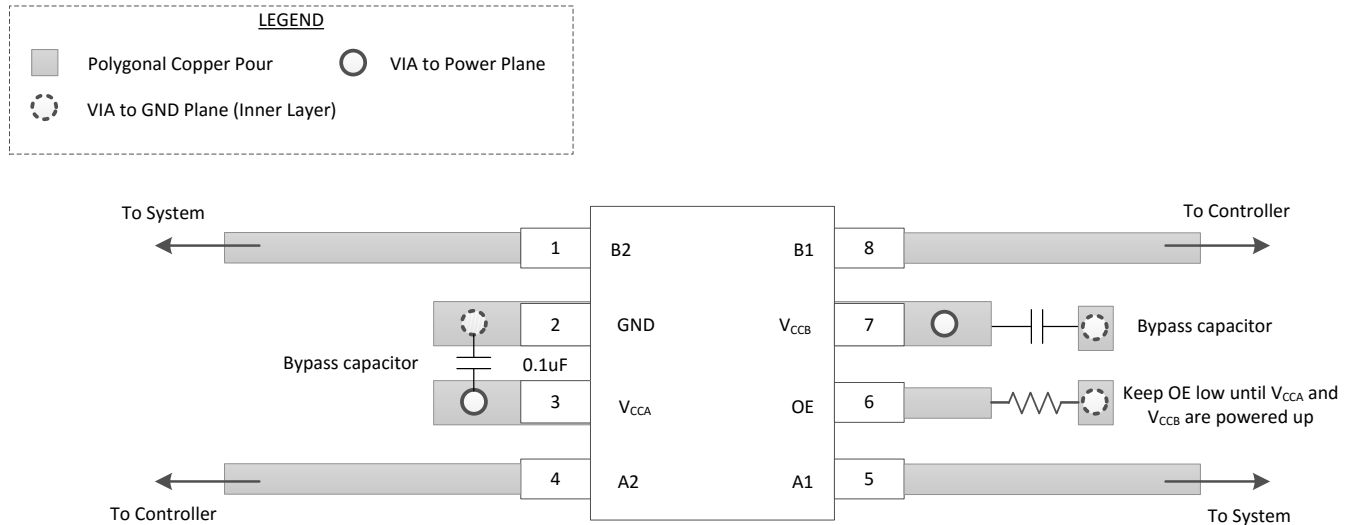 LEGEND
Polygonal Copper Pour
VIA to Power Plane
VIA to GND Plane (Inner Layer)
To System
To Controller
1
B2
B1
8
2
GND
VCCB
7
Bypass capacitor
Bypass capacitor
0.1uF
3
VCCA
OE
6
Keep OE low until VCCA and
VCCB are powered up
4
A2
A1
5
To Controller
To System